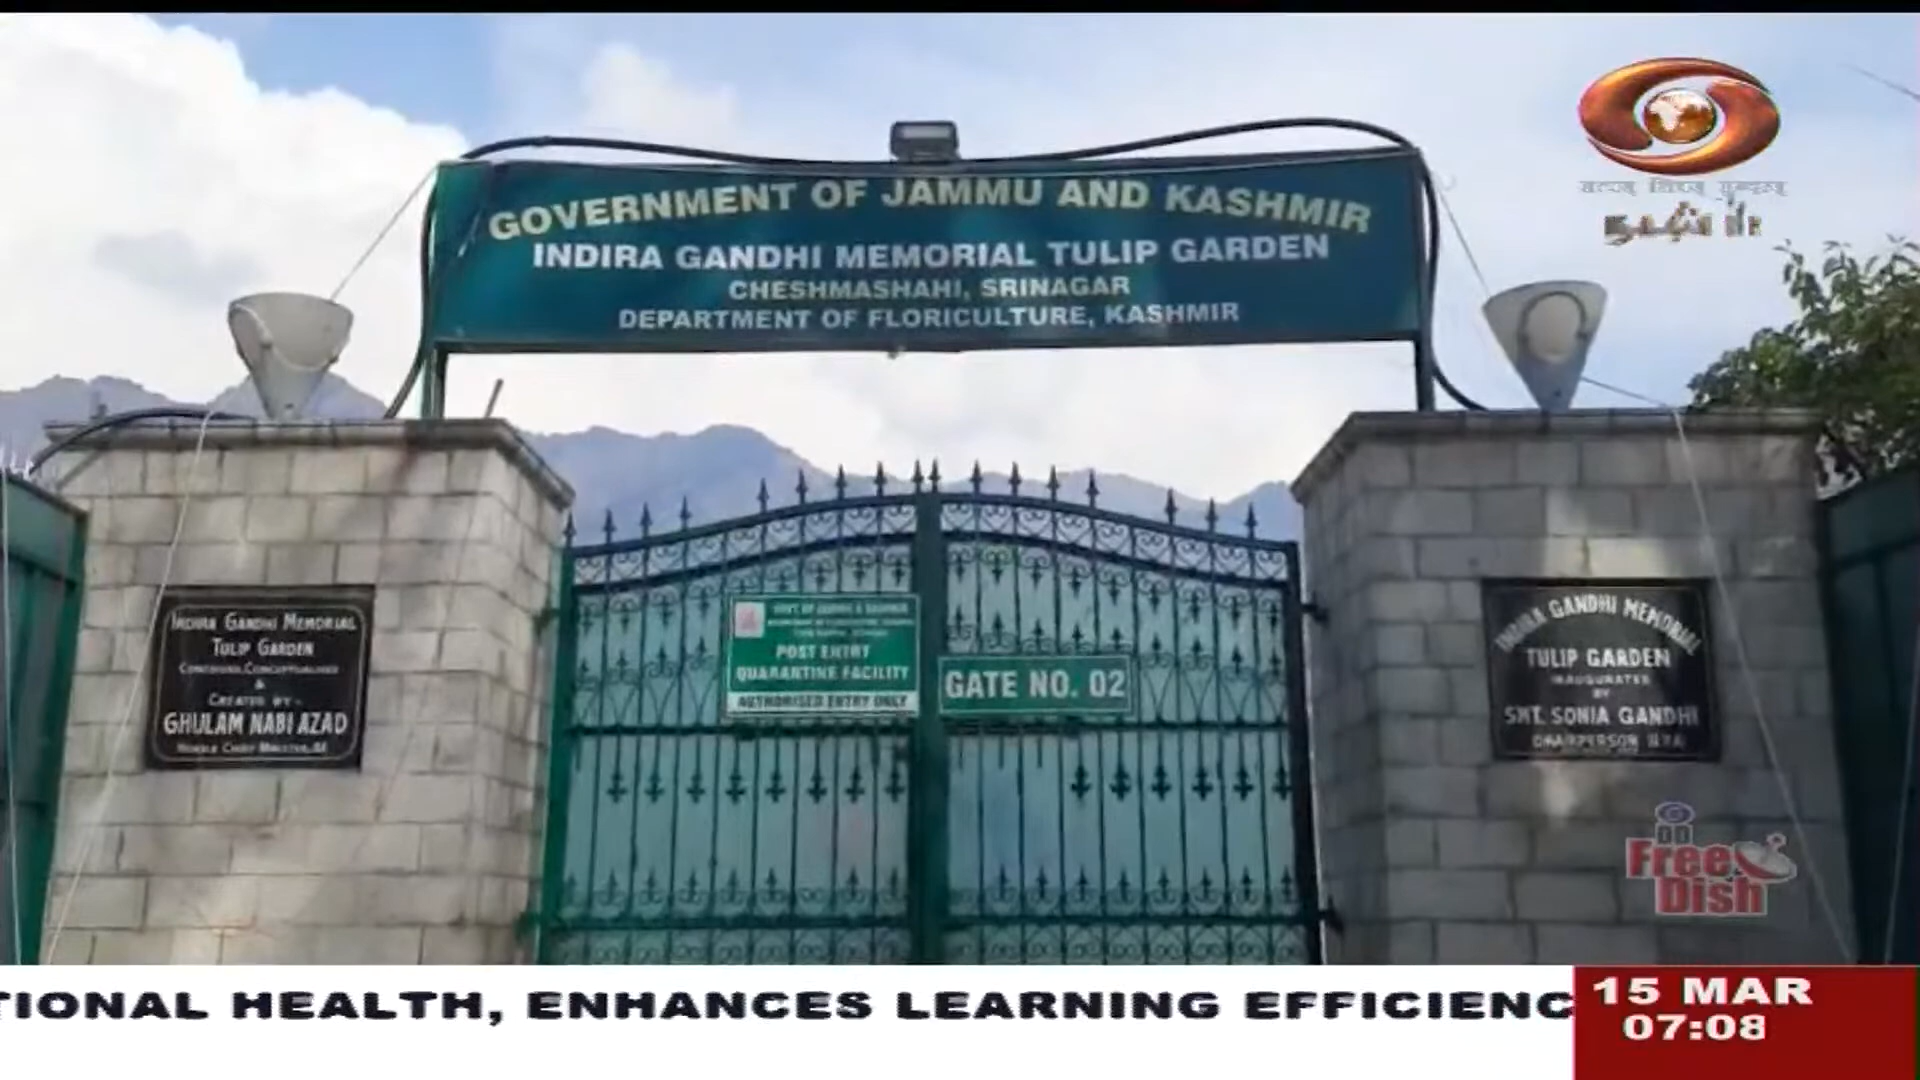 GOVERNMENT OF JAMMU AND KASHMIR
INDIRA GANDHI MEMORIAL TULIP GARDEN
CHESHMASHAHI, SRINAGAR
DEPARTMENT OF FLORICULTURE, KASHMIR
INDIRA GANDHI MEMORIAL
TULIP GARDEN
&
CREATED BY:-
GHULAM NABI AZAD
POST ENTRY
QUARANTINE FACILITY
AUTHORISED ENTRY ONLY
GATE NO. 02
INDIRA GANDHI MEMORIAL
TULIP GARDEN
INAUGURATED
BY
SMT. SONIA GANDHI
CHAIRPERSON U.P.A
DD
Free
Dish
TIONAL HEALTH, ENHANCES LEARNING EFFICIENC
15 MAR
07:08